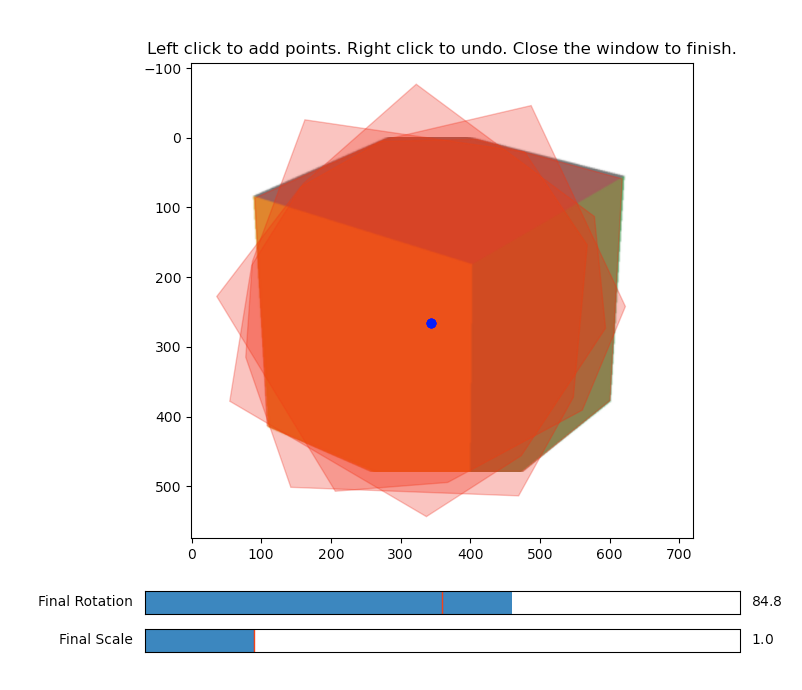 Left click to add points. Right click to undo. Close the window to finish.
−100
0
100
200
300
400
500
0 100 200 300 400 500 600 700
Final Rotation 84.8
Final Scale 1.0